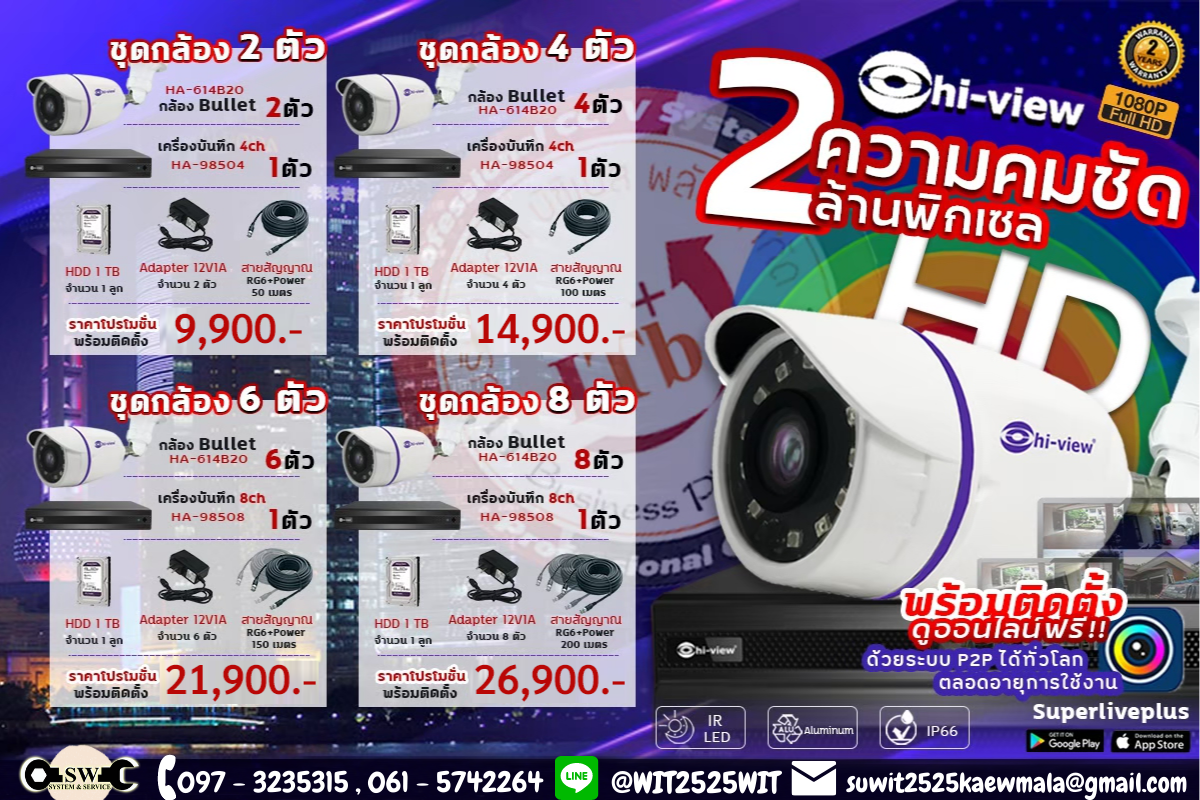 ชุดกล้อง 2 ตัว
HA-614B20
กล้อง Bullet 2ตัว
เครื่องบันทึก 4ch
HA-98504 1ตัว
HDD 1 TB
จำนวน 1 ลูก
Adapter 12V1A
จำนวน 2 ตัว
สายสัญญาณ
RG6+Power
50 เมตร
ราคาโปรโมชั่น
พร้อมติดตั้ง 9,900.-
ชุดกล้อง 4 ตัว
กล้อง Bullet
HA-614B20 4ตัว
เครื่องบันทึก 4ch
HA-98504 1ตัว
HDD 1 TB
จำนวน 1 ลูก
Adapter 12V1A
จำนวน 4 ตัว
สายสัญญาณ
RG6+Power
100 เมตร
ราคาโปรโมชั่น
พร้อมติดตั้ง 14,900.-
ชุดกล้อง 6 ตัว
กล้อง Bullet
HA-614B20 6ตัว
เครื่องบันทึก 8ch
HA-98508 1ตัว
HDD 1 TB
จำนวน 1 ลูก
Adapter 12V1A
จำนวน 6 ตัว
สายสัญญาณ
RG6+Power
150 เมตร
ราคาโปรโมชั่น
พร้อมติดตั้ง 21,900.-
ชุดกล้อง 8 ตัว
กล้อง Bullet
HA-614B20 8ตัว
เครื่องบันทึก 8ch
HA-98508 1ตัว
HDD 1 TB
จำนวน 1 ลูก
Adapter 12V1A
จำนวน 8 ตัว
สายสัญญาณ
RG6+Power
200 เมตร
ราคาโปรโมชั่น
พร้อมติดตั้ง 26,900.-
hi-view
WARRANTY
2
YEARS
WARRANTY
1080P
Full HD
2 ความคมชัด
ล้านพิกเซล
HD
hi-view
hi-view
พร้อมติดตั้ง
ดูออนไลน์ฟรี!!
ด้วยระบบ P2P ได้ทั่วโลก
ตลอดอายุการใช้งาน
Superliveplus
GET IT ON
Google Play
Download on the
App Store
IR
LED
ALU
Aluminum
IP66
SW
SYSTEM & SERVICE
097 - 3235315 , 061 - 5742264
LINE
@WIT2525WIT
suwit2525kaewmala@gmail.com